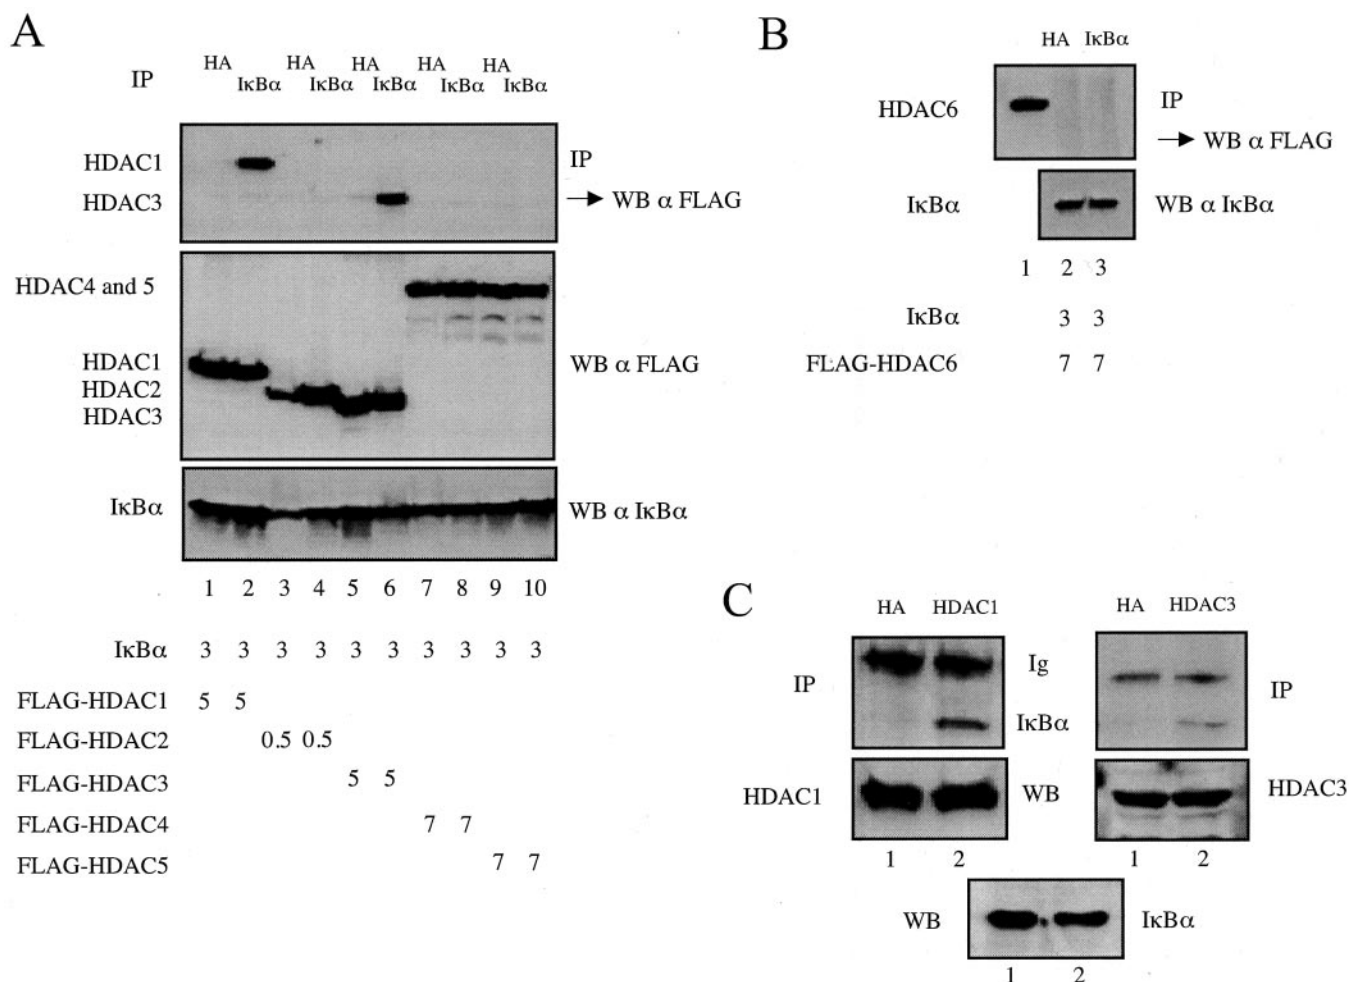 A
IP HA IκBα HA IκBα HA IκBα HA IκBα HA IκBα
HDAC1
HDAC3
IP
→ WB α FLAG
HDAC4 and 5
HDAC1
HDAC2
HDAC3
WB α FLAG
IκBα WB α IκBα
1 2 3 4 5 6 7 8 9 10
IκBα 3 3 3 3 3 3 3 3 3 3
FLAG-HDAC1 5 5
FLAG-HDAC2 0.5 0.5
FLAG-HDAC3 5 5
FLAG-HDAC4 7 7
FLAG-HDAC5 7 7
B
HA IκBα
HDAC6 IP
→ WB α FLAG
IκBα WB α IκBα
1 2 3
IκBα 3 3
FLAG-HDAC6 7 7
C
HA HDAC1 HA HDAC3
IP Ig IP
IκBα
HDAC1 WB HDAC3
1 2 1 2
WB IκBα
1 2